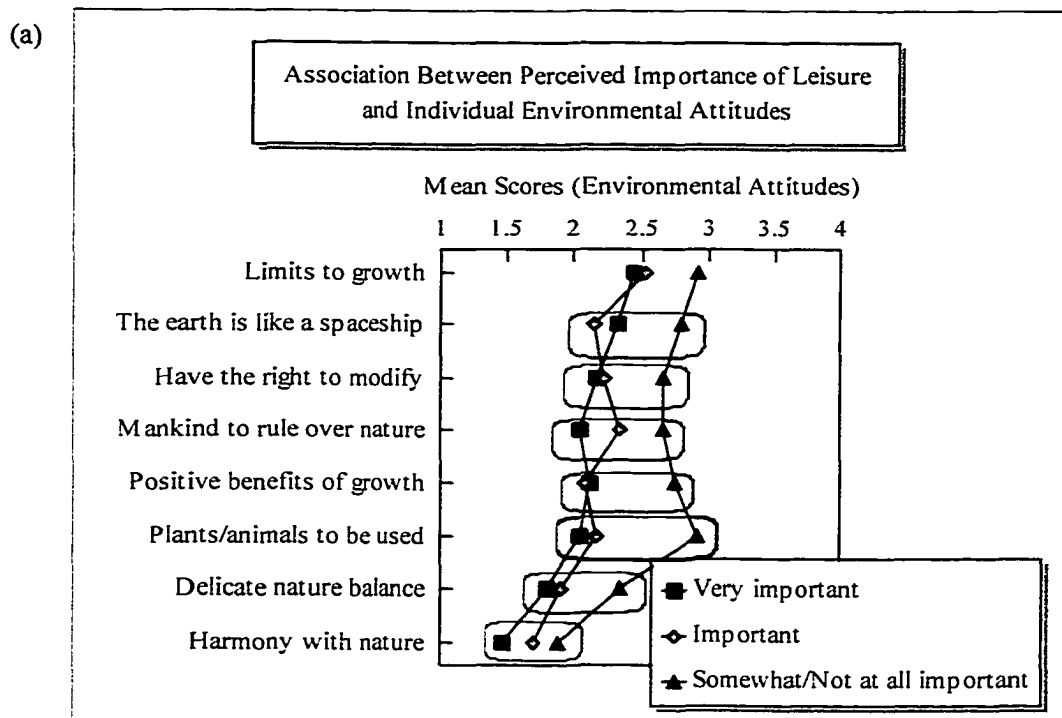 (a)
Association Between Perceived Importance of Leisure
and Individual Environmental Attitudes
Mean Scores (Environmental Attitudes)
1 1.5 2 2.5 3 4
Limits to growth
The earth is like a spaceship
Have the right to modify
Mankind to rule over nature
Positive benefits of growth
Plants/animals to be used
Delicate nature balance
Harmony with nature
Very important
Important
Somewhat/Not at all important